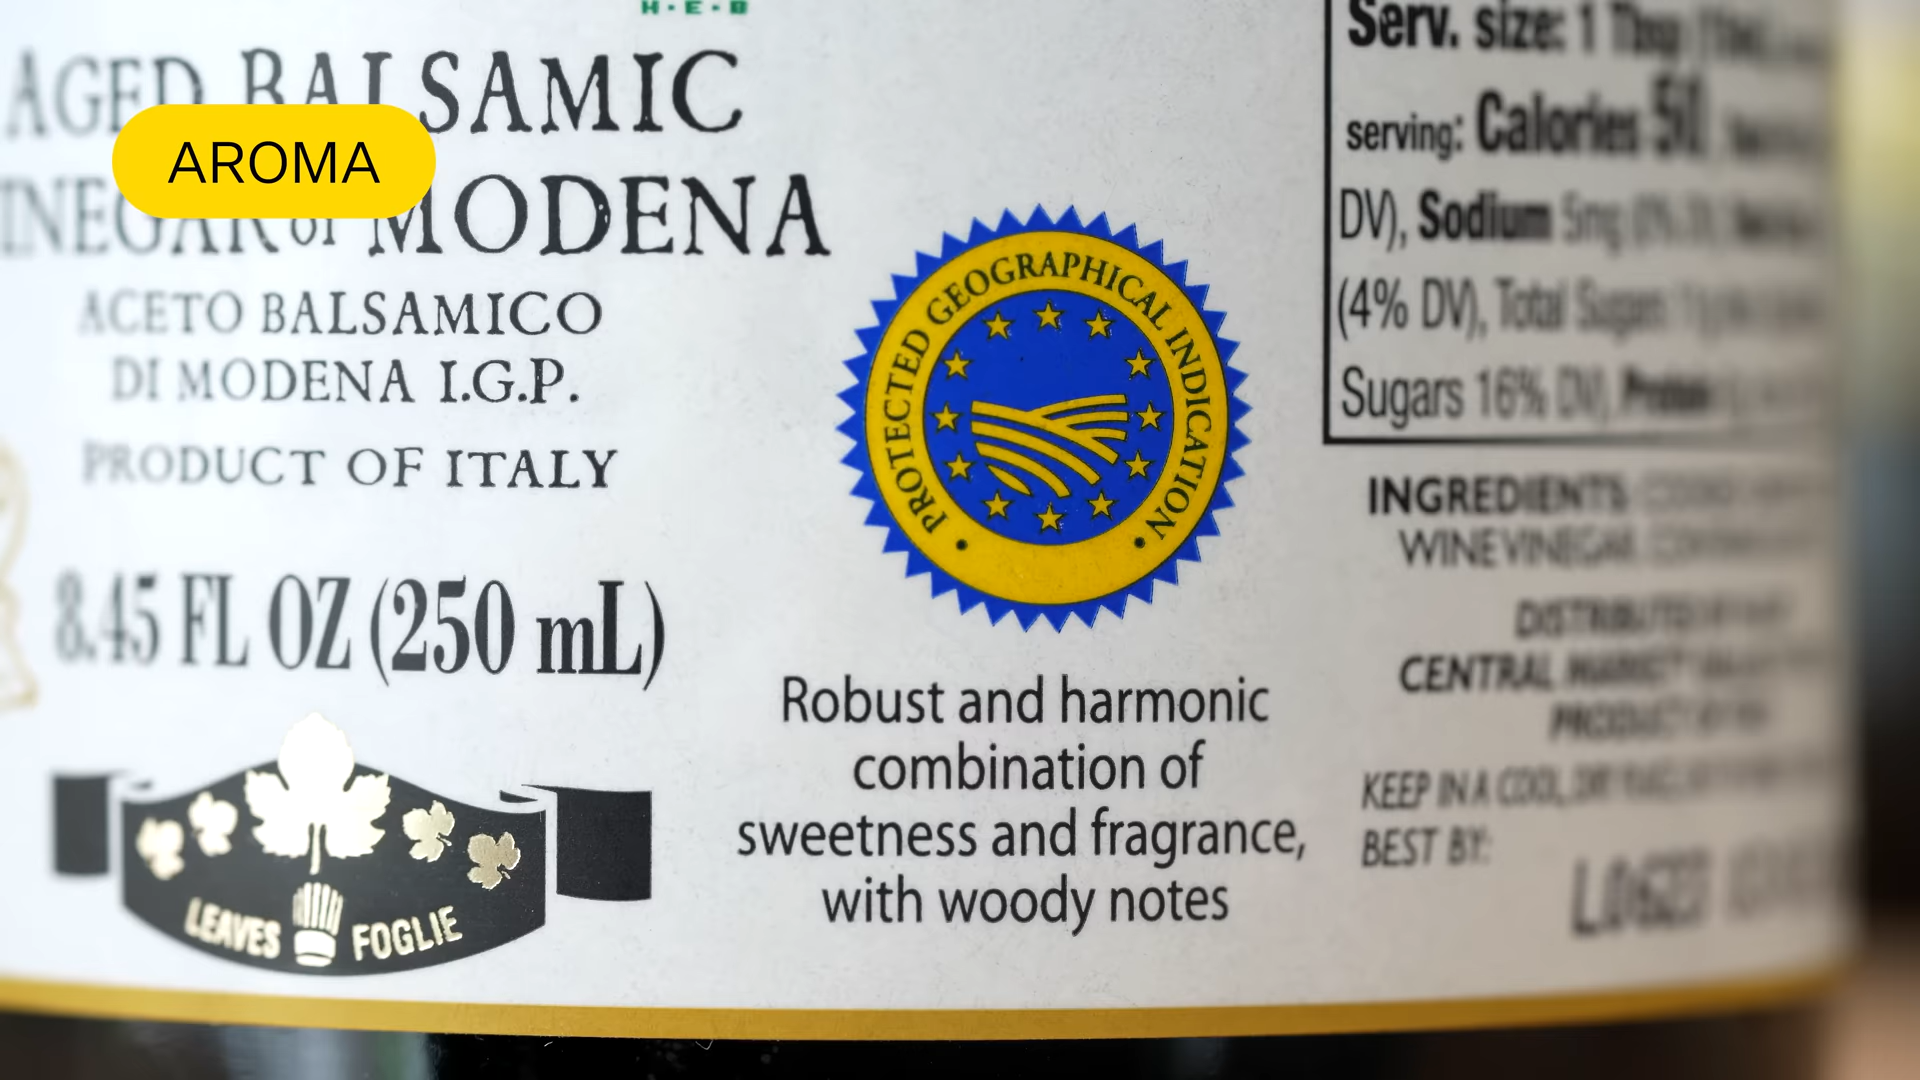 H·E·B
AGED BALSAMIC
AROMA
VINEGAR of MODENA
ACETO BALSAMICO
DI MODENA I.G.P.
PRODUCT OF ITALY
8.45 FL OZ (250 mL)
LEAVES FOGLIE
PROTECTED GEOGRAPHICAL INDICATION
Robust and harmonic
combination of
sweetness and fragrance,
with woody notes
Serv. size: 1 Tbsp
serving: Calories 50
DV), Sodium 5mg
(4% DV), Total Sugars
Sugars 16% DV), Protein
INGREDIENTS
WINE VINEGAR
DISTRIBUTED
CENTRAL MARKET
PRODUCT
KEEP IN A COOL, DRY
BEST BY: